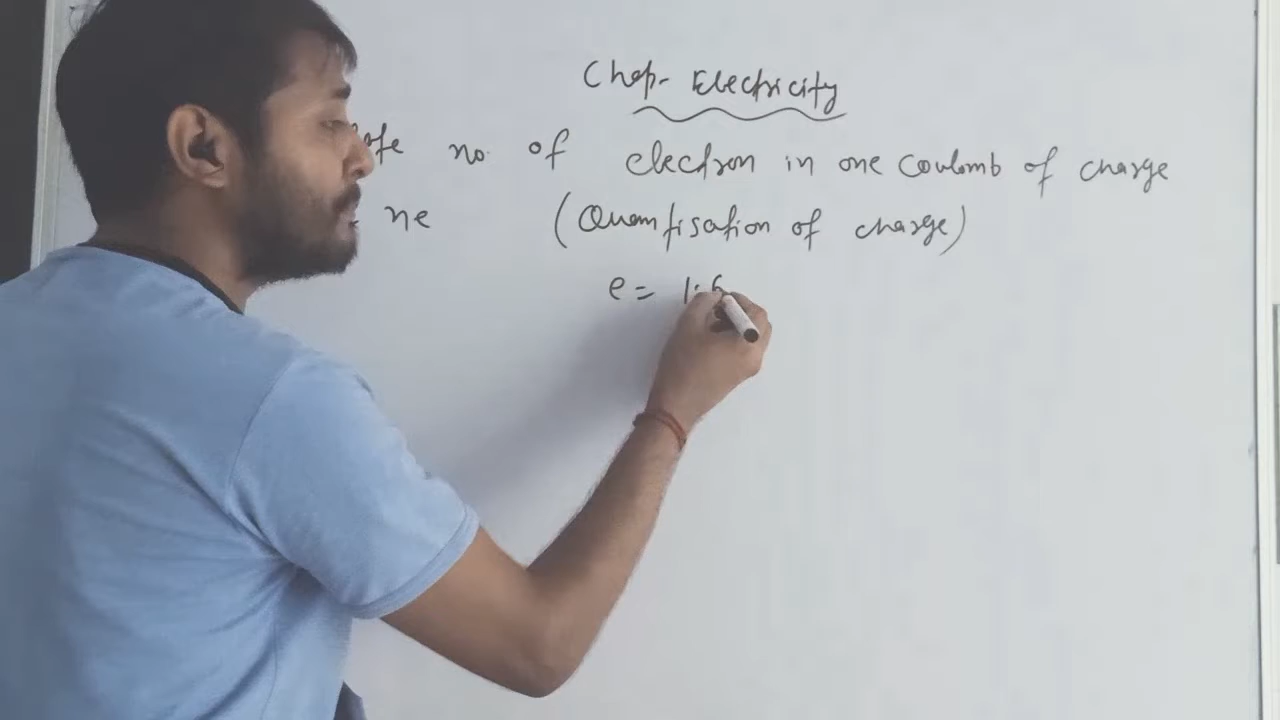 Chap- Electricity
no. of electron in one Coulomb of charge
ne (Quantisation of charge)
e = 1.6